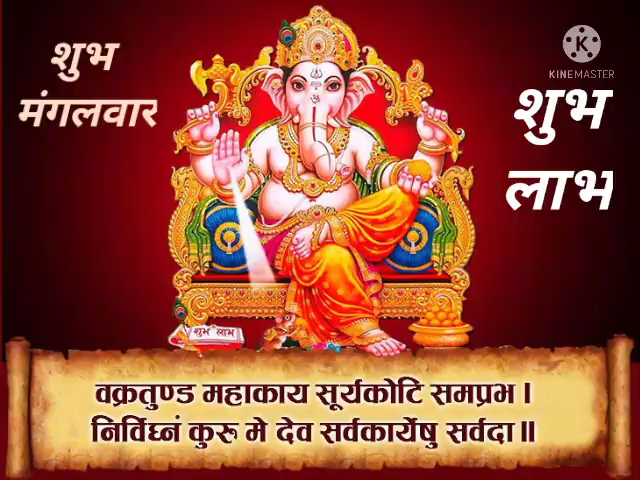 शुभ
मंगलवार
KINEMASTER
शुभ
लाभ
शुभ लाभ
वक्रतुण्ड महाकाय सूर्यकोटि समप्रभ।
निर्विघ्नं कुरू मे देव सर्वकार्येषु सर्वदा॥